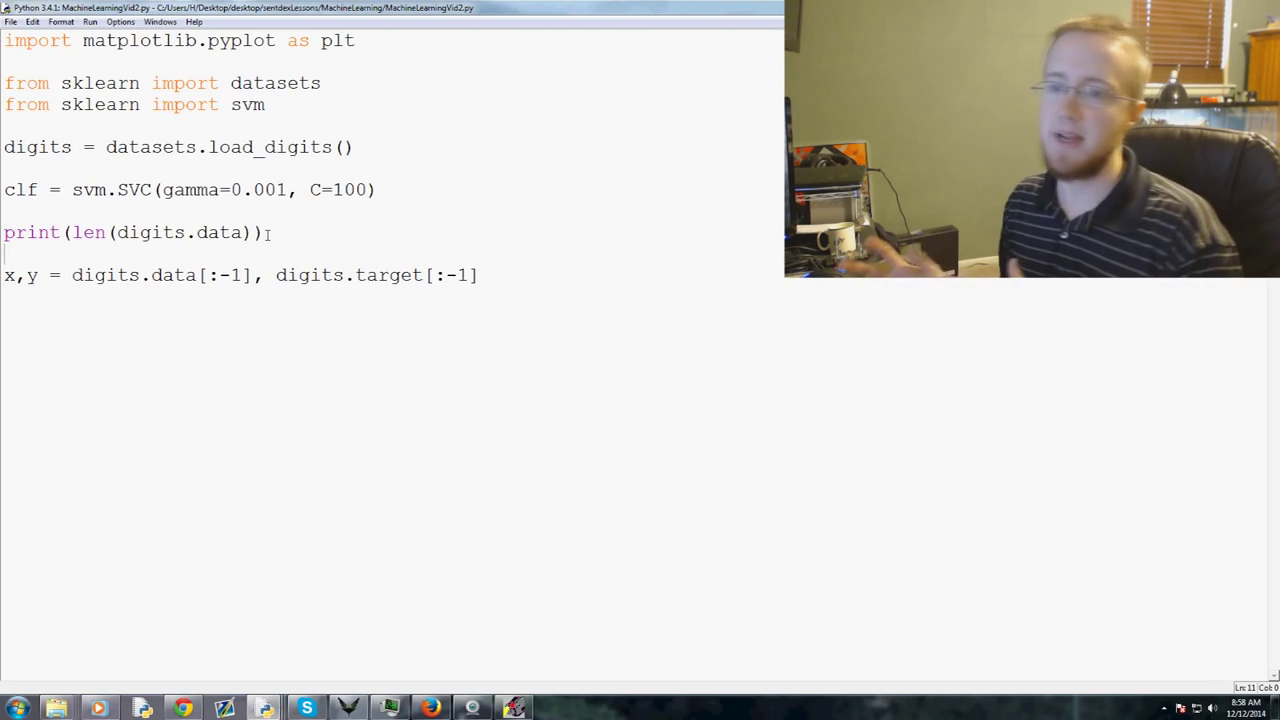 Python 3.4.1: MachineLearningVid2.py - C:/Users/H/Desktop/desktop/sentdexLessons/MachineLearning/MachineLearningVid2.py
File Edit Format Run Options Windows Help
import matplotlib.pyplot as plt
from sklearn import datasets
from sklearn import svm
digits = datasets.load_digits()
clf = svm.SVC(gamma=0.001, C=100)
print(len(digits.data))
x,y = digits.data[:-1], digits.target[:-1]
Ln: 11 Col: 0
8:58 AM
12/12/2014